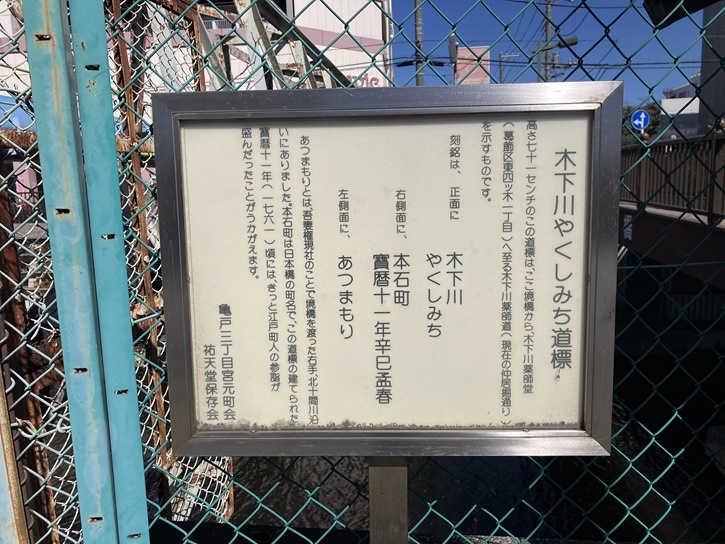 木下川やくしみち道標
高さ七十一センチのこの道標は、ここ境橋から、木下川薬師堂
(葛飾区東四ツ木一丁目)へ至る木下川薬師道(現在の仲居堀通り)
を示すものです。
刻銘は、正面に 木下川
やくしみち
右側面に、本石町
寳暦十一年辛巳孟春
左側面に、あつまもり
あつまもりとは、吾妻権現社のことで境橋を渡った右手、北十間川沿
いにありました。本石町は日本橋の町名で、この道標の建てられた
寳暦十一年(一七六一)頃には、きっと江戸町人の参詣が
盛んだったことがうかがえます。
亀戸三丁目宮元町会
祐天堂保存会